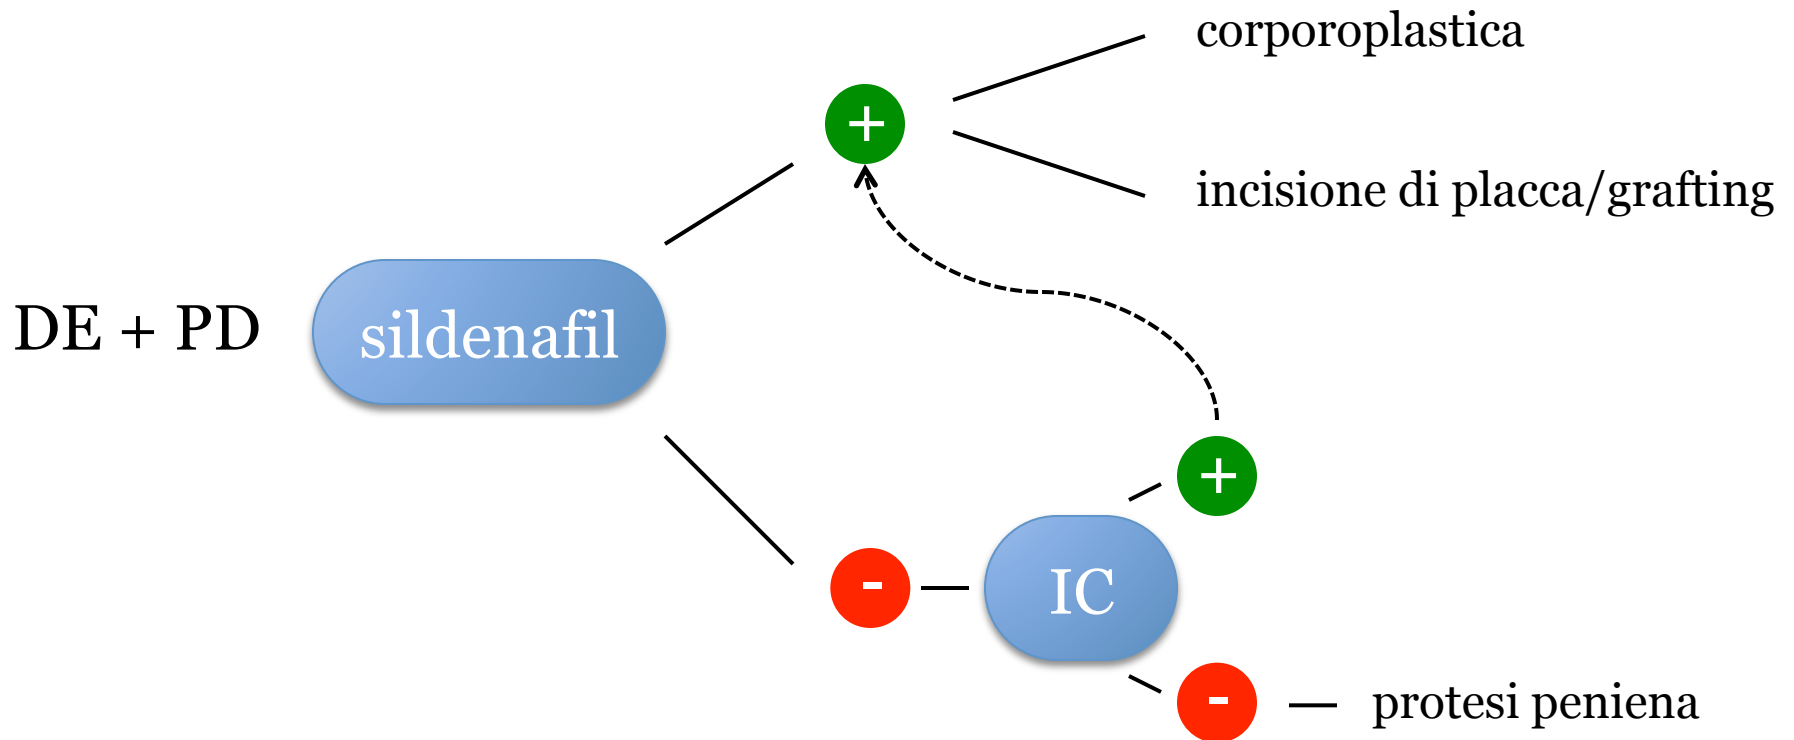 corporoplastica
+
incisione di placca/grafting
DE + PD
sildenafil
+
-
IC
-
protesi peniena